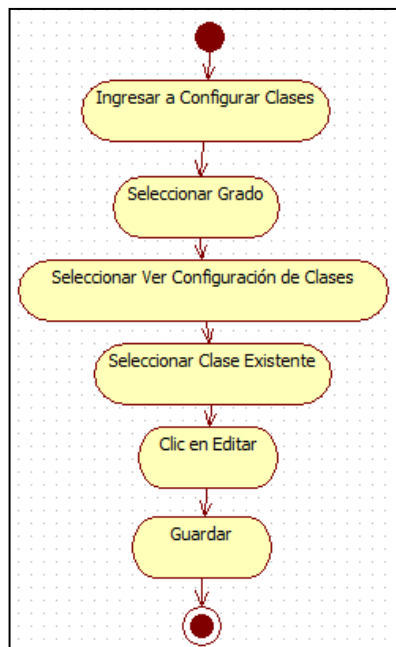 Ingresar a Configurar Clases
Seleccionar Grado
Seleccionar Ver Configuración de Clases
Seleccionar Clase Existente
Clic en Editar
Guardar